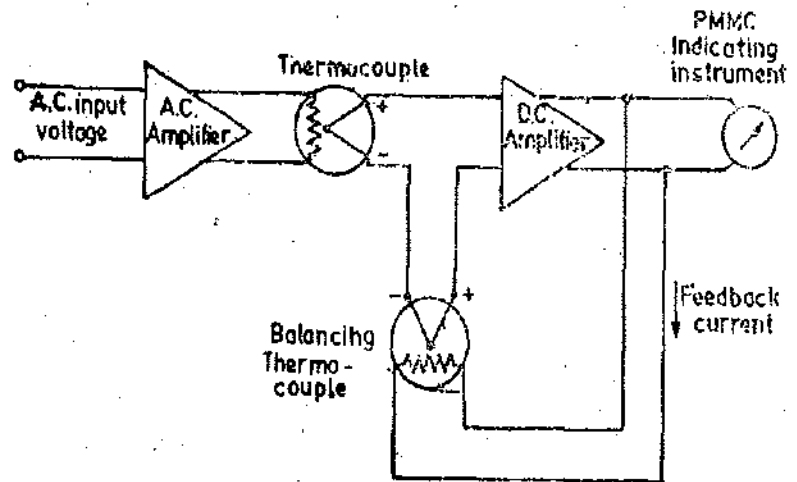 PMMC
Indicating
instrument
Thermocouple
A.C. input
voltage
A.C.
Amplifier
+
-
D.C.
Amplifier
-
+
Balancing
Thermo-
couple
Feedback
current